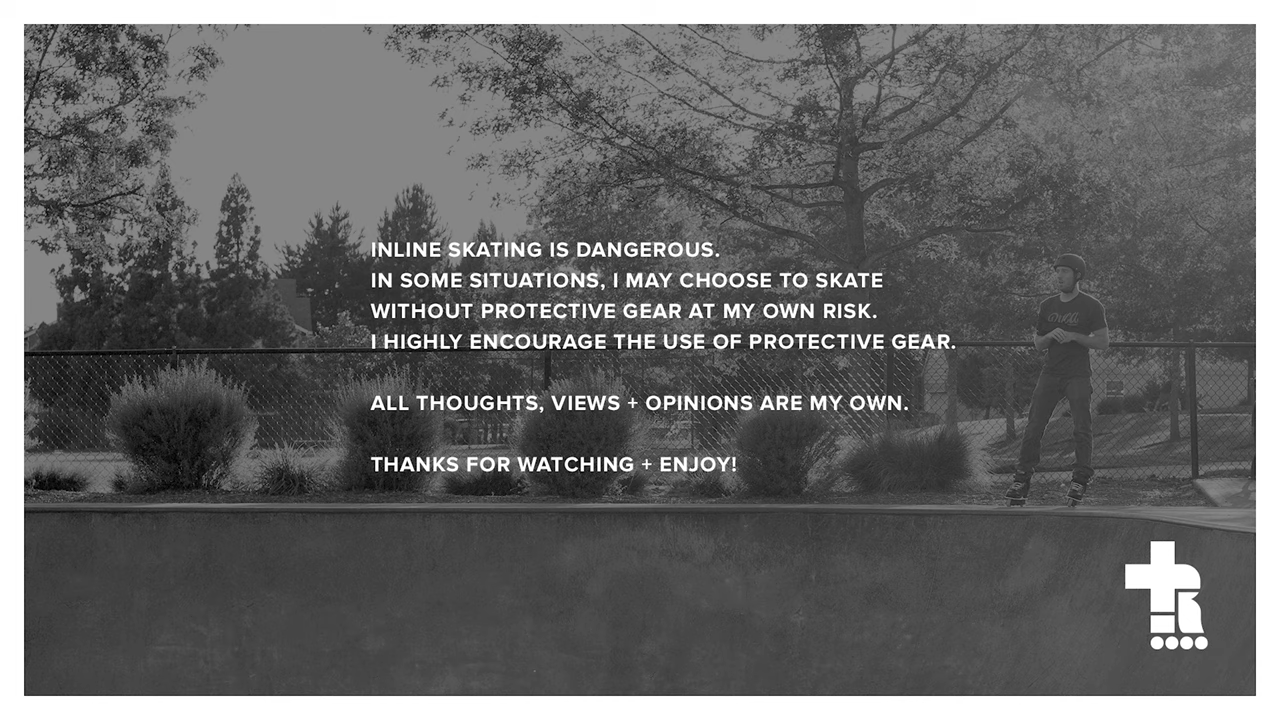 INLINE SKATING IS DANGEROUS.
IN SOME SITUATIONS, I MAY CHOOSE TO SKATE
WITHOUT PROTECTIVE GEAR AT MY OWN RISK.
I HIGHLY ENCOURAGE THE USE OF PROTECTIVE GEAR.
ALL THOUGHTS, VIEWS + OPINIONS ARE MY OWN.
THANKS FOR WATCHING + ENJOY!